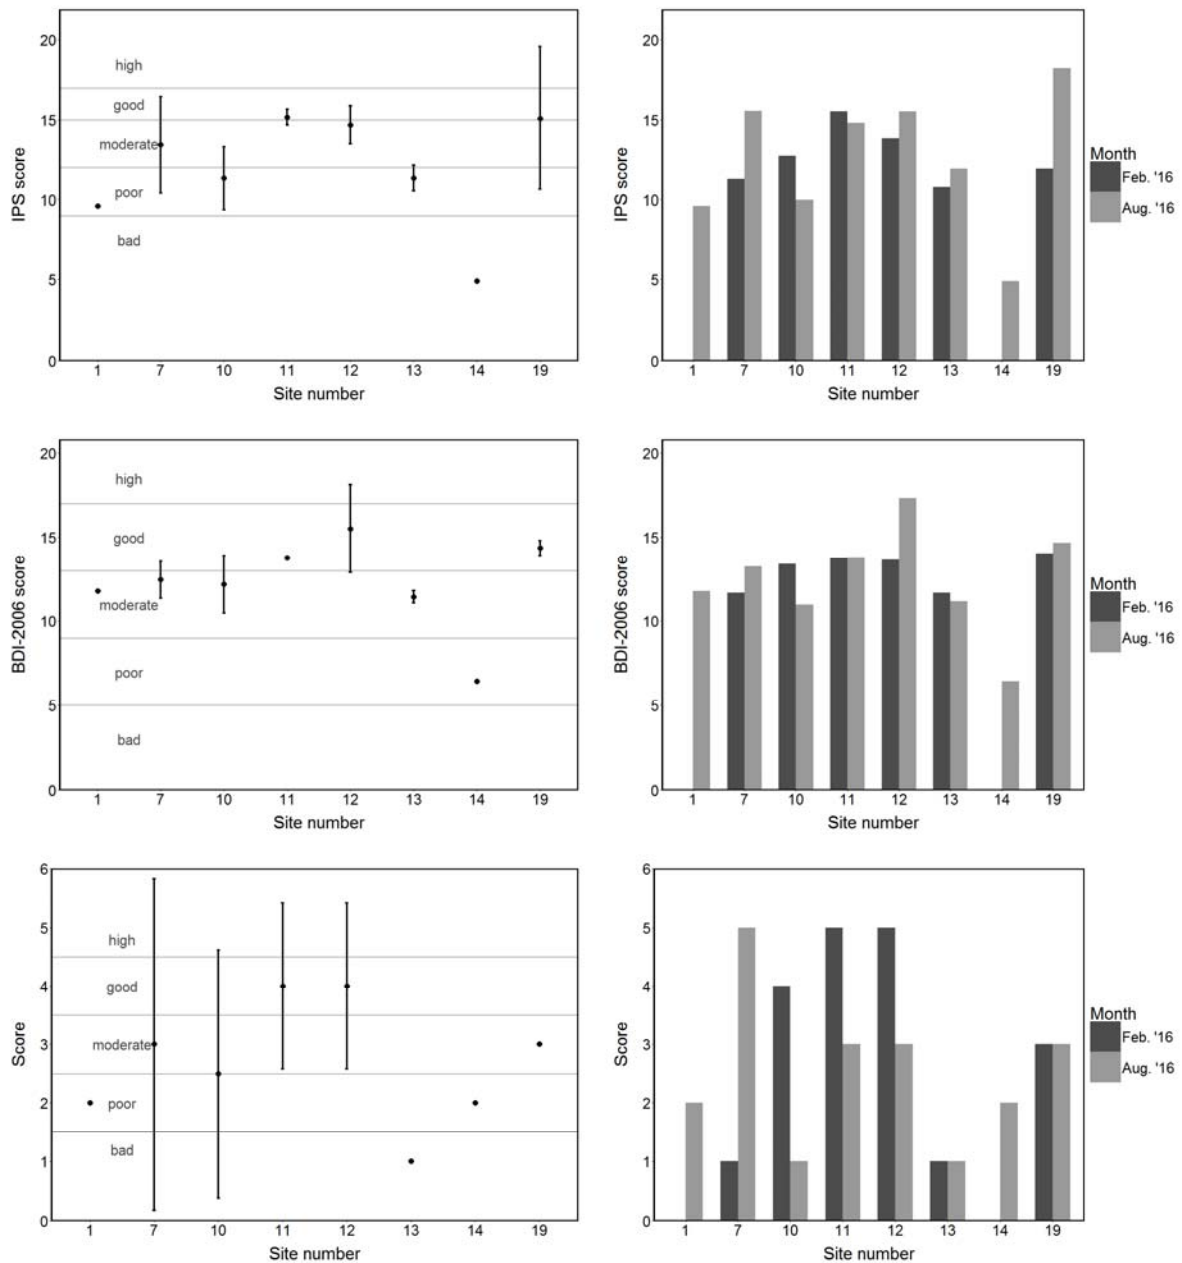 20
15
10
5
0
IPS score
high
good
moderate
poor
bad
1 7 10 11 12 13 14 19
Site number
20
15
10
5
0
IPS score
1 7 10 11 12 13 14 19
Site number
Month
Feb. '16
Aug. '16
20
15
10
5
0
BDI-2006 score
high
good
moderate
poor
bad
1 7 10 11 12 13 14 19
Site number
20
15
10
5
0
BDI-2006 score
1 7 10 11 12 13 14 19
Site number
Month
Feb. '16
Aug. '16
6
5
4
3
2
1
0
Score
high
good
moderate
poor
bad
1 7 10 11 12 13 14 19
Site number
6
5
4
3
2
1
0
Score
1 7 10 11 12 13 14 19
Site number
Month
Feb. '16
Aug. '16